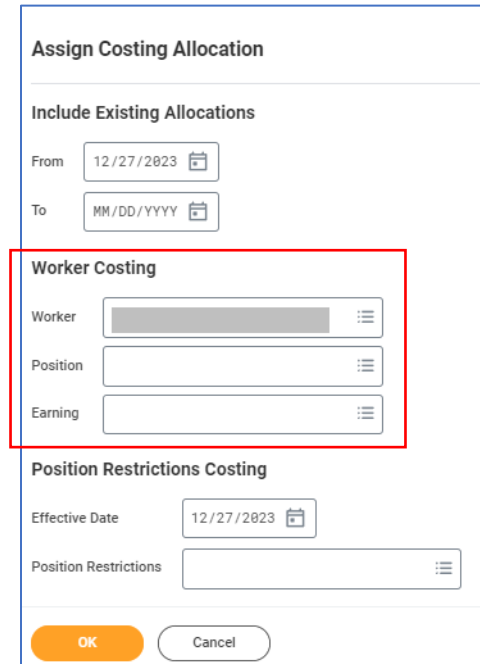 Assign Costing Allocation
Include Existing Allocations
From 12/27/2023
To MM/DD/YYYY
Worker Costing
Worker
Position
Earning
Position Restrictions Costing
Effective Date 12/27/2023
Position Restrictions
OK Cancel